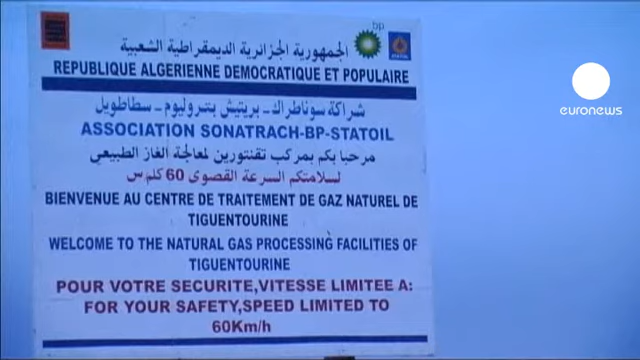 bp
الجمهورية الجزائرية الديمقراطية الشعبية
REPUBLIQUE ALGERIENNE DEMOCRATIQUE ET POPULAIRE
شراكة سوناطراك - بريتيش بتروليوم - سطاطويل
ASSOCIATION SONATRACH-BP-STATOIL
مرحبا بكم بمركب تقنتورين لمعالجة الغاز الطبيعي
لسلامتكم السرعة القصوى 60 كلم س
BIENVENUE AU CENTRE DE TRAITEMENT DE GAZ NATUREL DE
TIGUENTOURINE
WELCOME TO THE NATURAL GAS PROCESSING FACILITIES OF
TIGUENTOURINE
POUR VOTRE SECURITE,VITESSE LIMITEE A:
FOR YOUR SAFETY,SPEED LIMITED TO
60Km/h
euronews